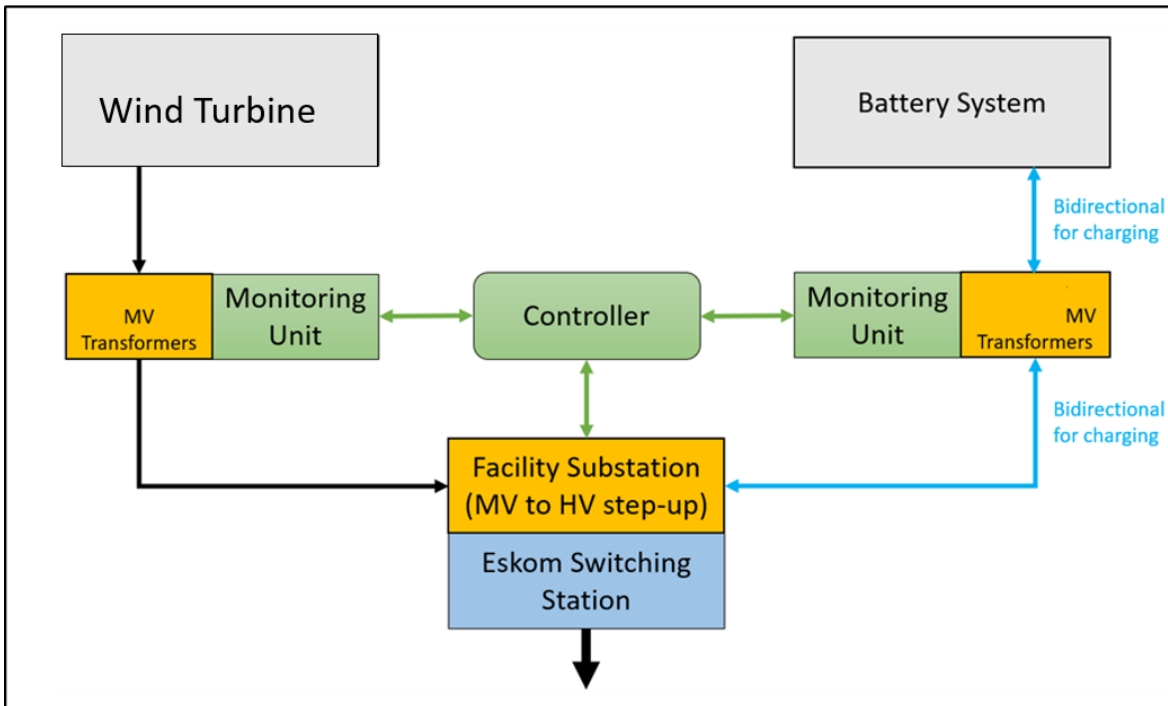 Wind Turbine
Battery System
Bidirectional
for charging
MV
Transformers
Monitoring
Unit
Controller
Monitoring
Unit
MV
Transformers
Bidirectional
for charging
Facility Substation
(MV to HV step-up)
Eskom Switching
Station